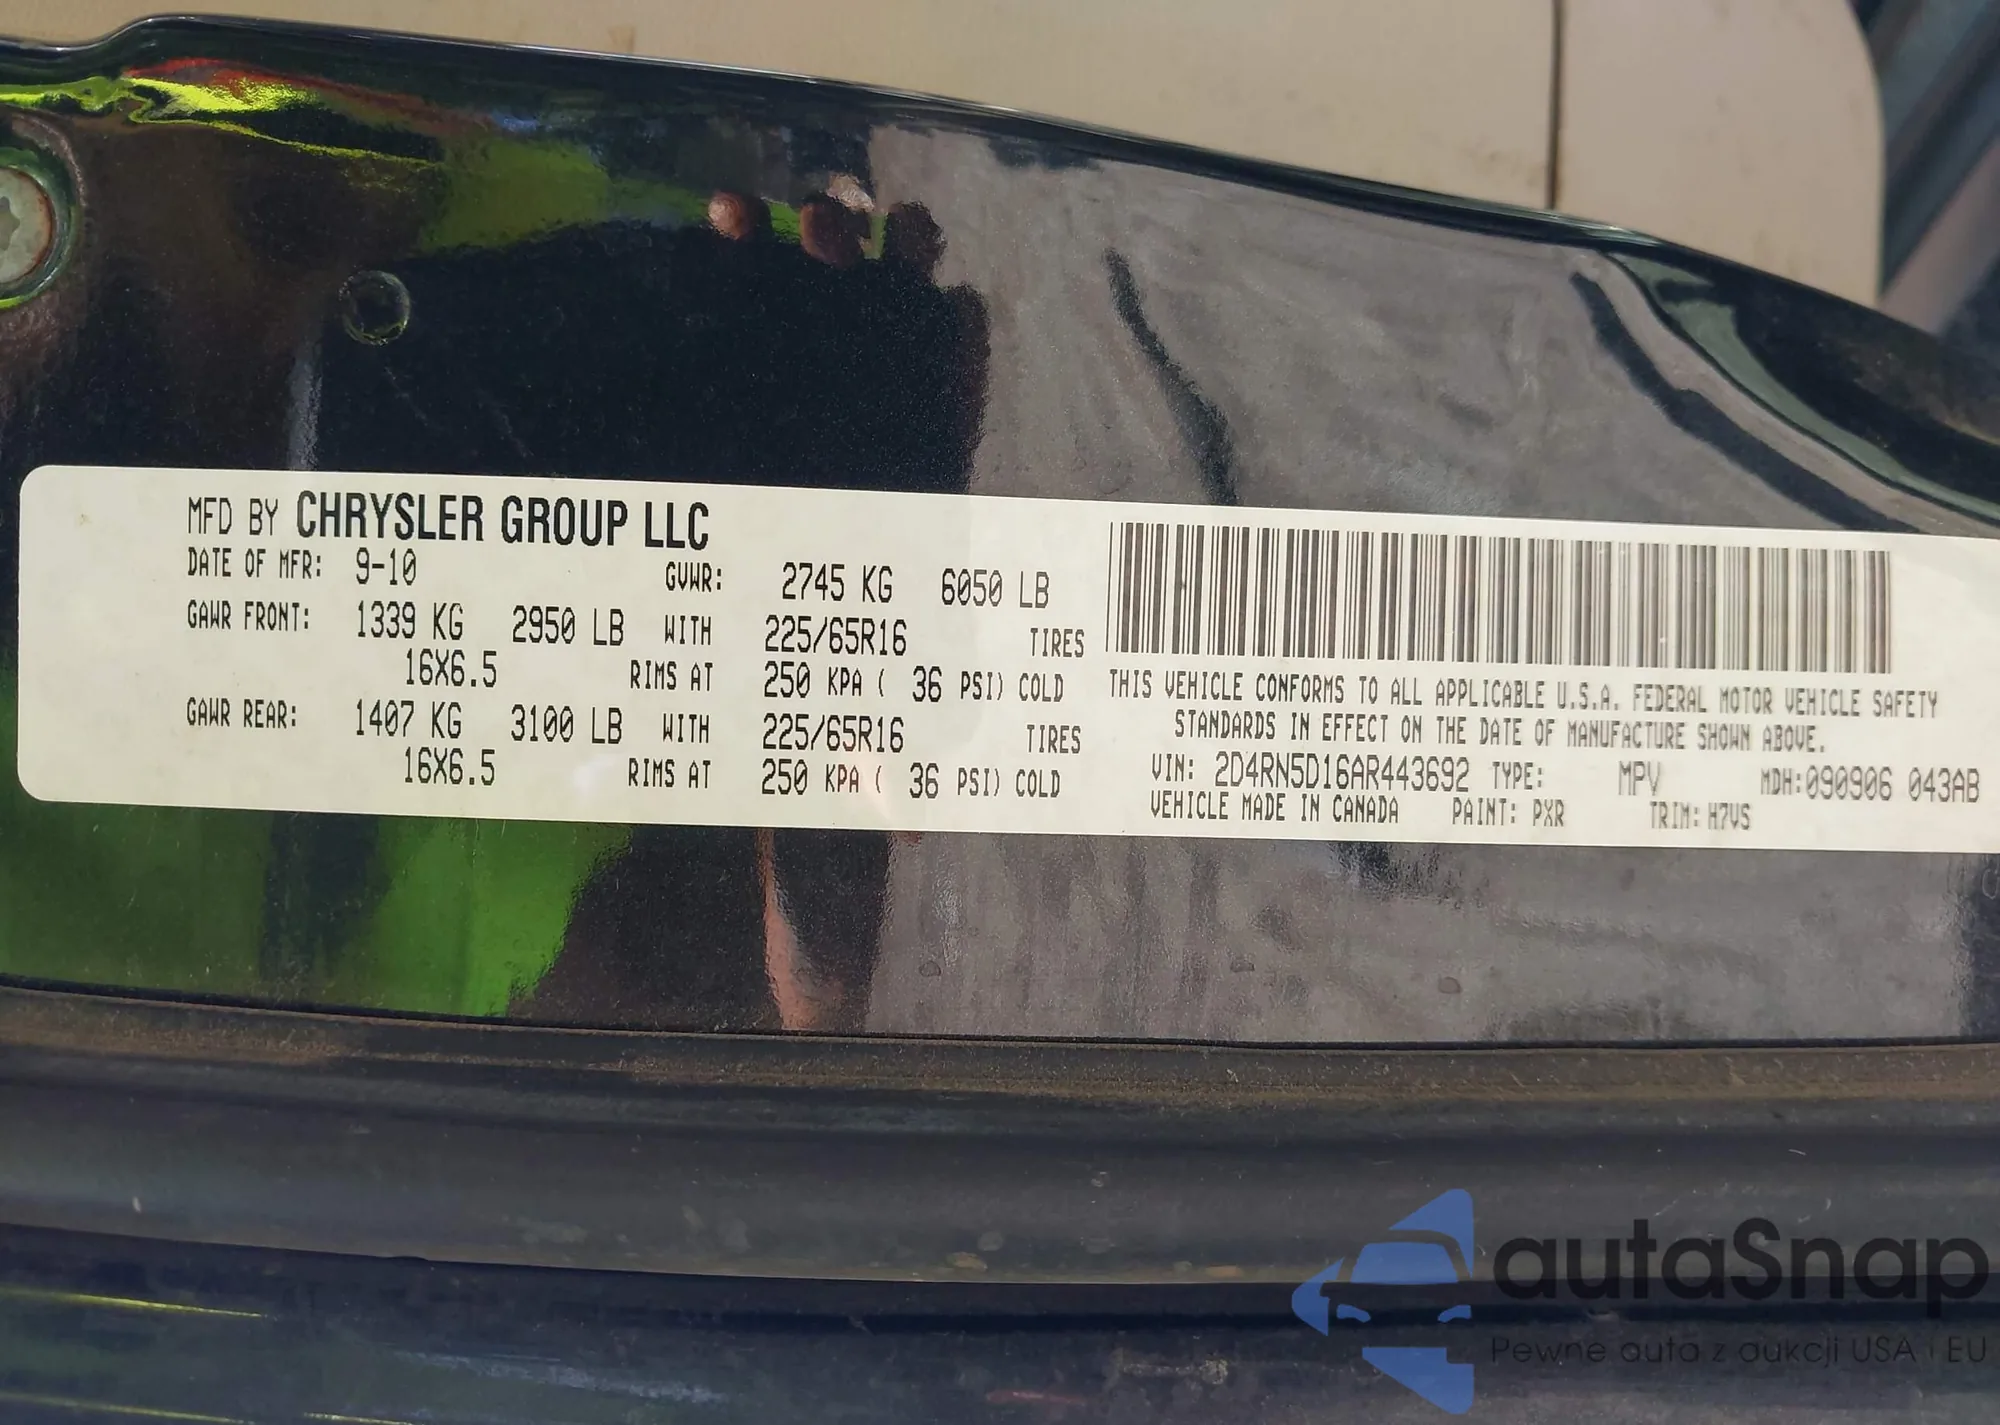 MFD BY CHRYSLER GROUP LLC
DATE OF MFR: 9-10 GVWR: 2745 KG 6050 LB
GAWR FRONT: 1339 KG 2950 LB WITH 225/65R16 TIRES
16X6.5 RIMS AT 250 KPA ( 36 PSI) COLD
GAWR REAR: 1407 KG 3100 LB WITH 225/65R16 TIRES
16X6.5 RIMS AT 250 KPA ( 36 PSI) COLD
THIS VEHICLE CONFORMS TO ALL APPLICABLE U.S.A. FEDERAL MOTOR VEHICLE SAFETY
STANDARDS IN EFFECT ON THE DATE OF MANUFACTURE SHOWN ABOVE.
VIN: 2D4RN5D16AR443692 TYPE: MPV MDH:090906 043AB
VEHICLE MADE IN CANADA PAINT: PXR TRIM: H7VS
autaSnap
Pewne auta z aukcji USA i EU